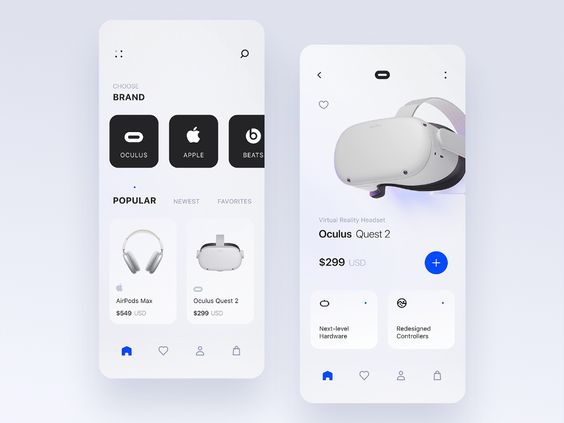 CHOOSE
BRAND
OCULUS
APPLE
BEATS
POPULAR
NEWEST
FAVORITES
AirPods Max
$549 USD
Oculus Quest 2
$299 USD
Virtual Reality Headset
Oculus Quest 2
$299 USD
Next-level
Hardware
Redesigned
Controllers